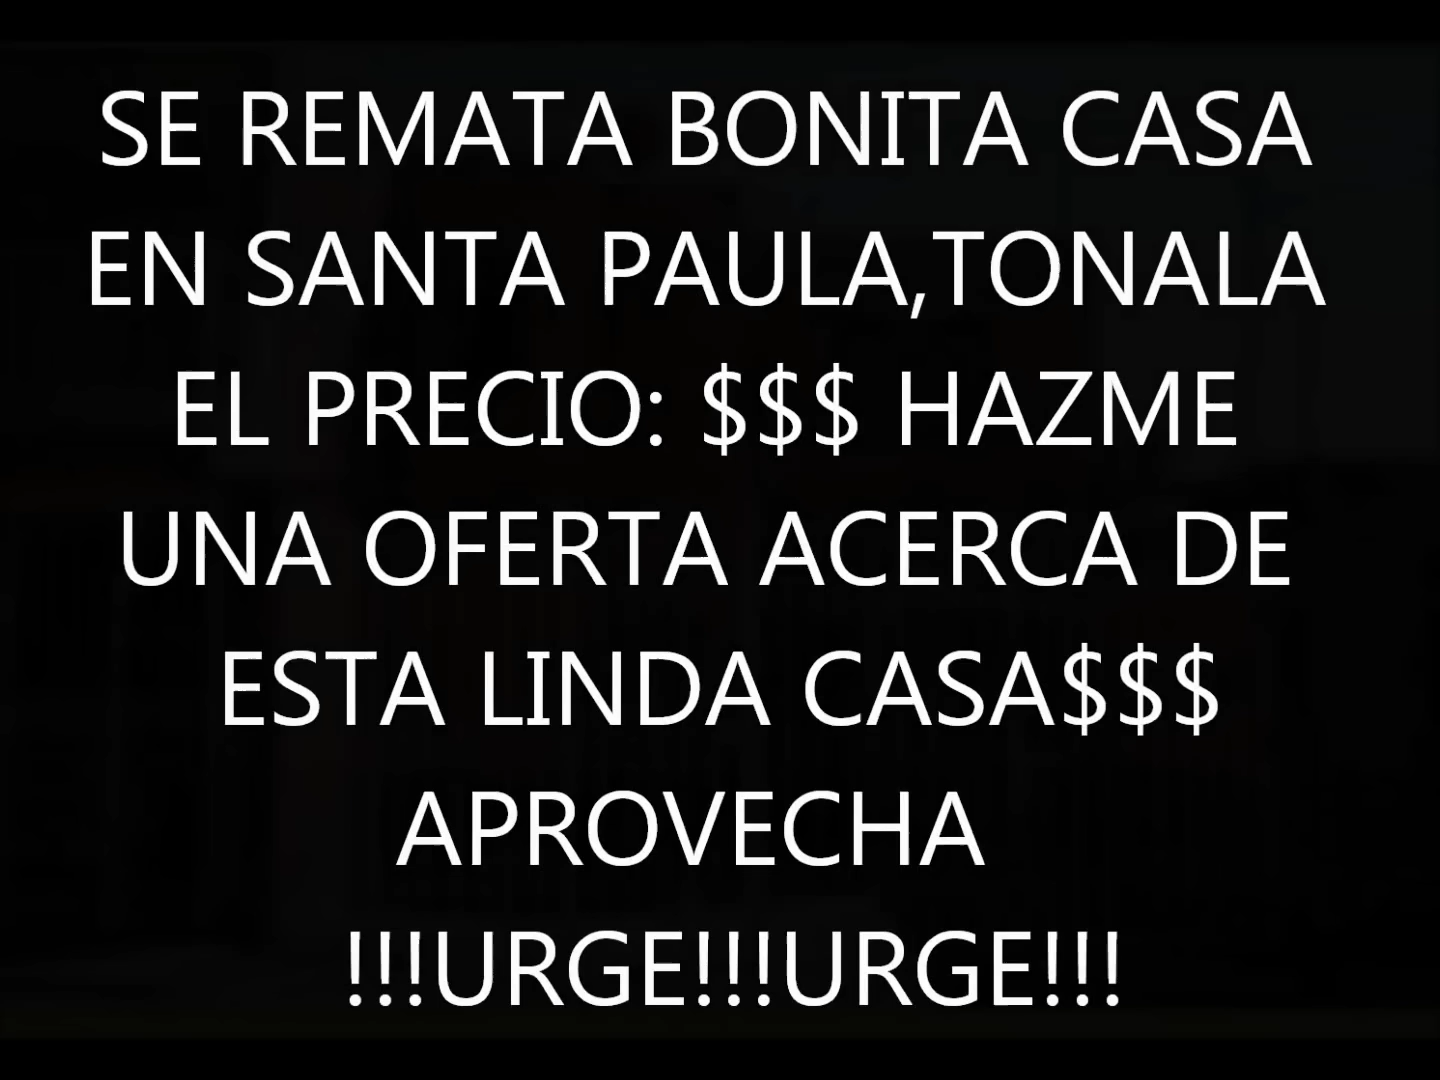 SE REMATA BONITA CASA
EN SANTA PAULA,TONALA
EL PRECIO: $$$ HAZME
UNA OFERTA ACERCA DE
ESTA LINDA CASA$$$
APROVECHA
!!!URGE!!!URGE!!!